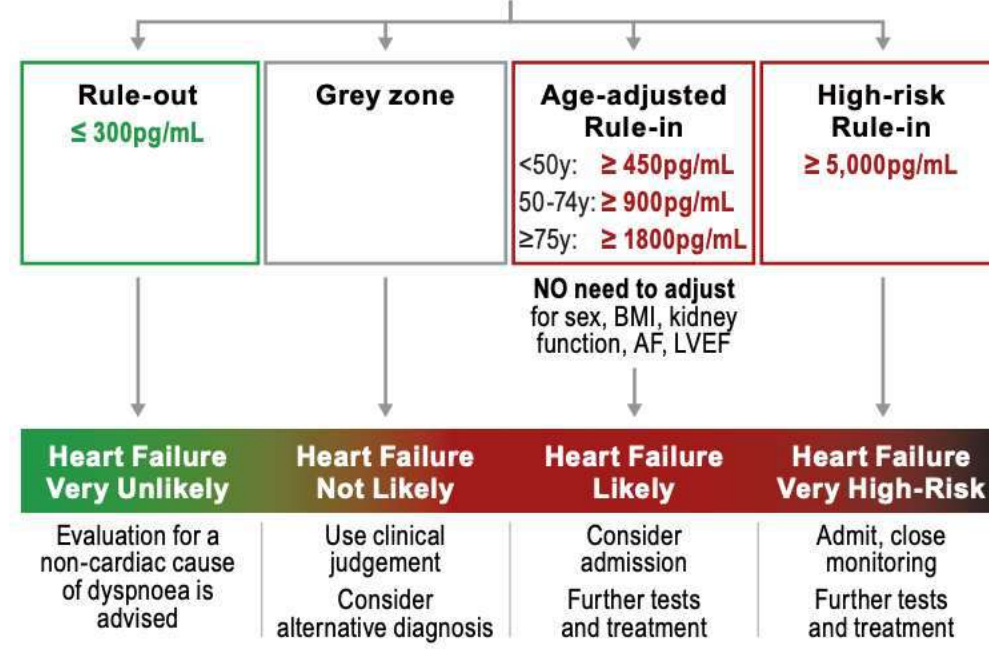 Rule-out
≤ 300pg/mL
Grey zone
Age-adjusted
Rule-in
<50y: ≥ 450pg/mL
50-74y: ≥ 900pg/mL
≥75y: ≥ 1800pg/mL
High-risk
Rule-in
≥ 5,000pg/mL
NO need to adjust
for sex, BMI, kidney
function, AF, LVEF
Heart Failure
Very Unlikely
Heart Failure
Not Likely
Heart Failure
Likely
Heart Failure
Very High-Risk
Evaluation for a
non-cardiac cause
of dyspnoea is
advised
Use clinical
judgement
Consider
alternative diagnosis
Consider
admission
Further tests
and treatment
Admit, close
monitoring
Further tests
and treatment